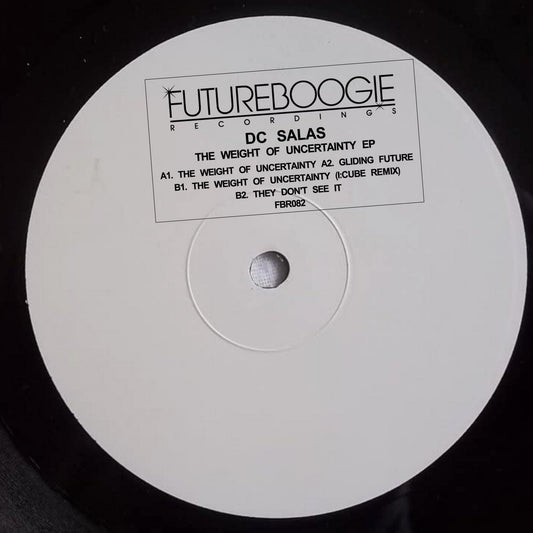 FUTUREBOOGIE
RECORDINGS
DC SALAS
THE WEIGHT OF UNCERTAINTY EP
A1. THE WEIGHT OF UNCERTAINTY A2. GLIDING FUTURE
B1. THE WEIGHT OF UNCERTAINTY (I:CUBE REMIX)
B2. THEY DON'T SEE IT
FBR082